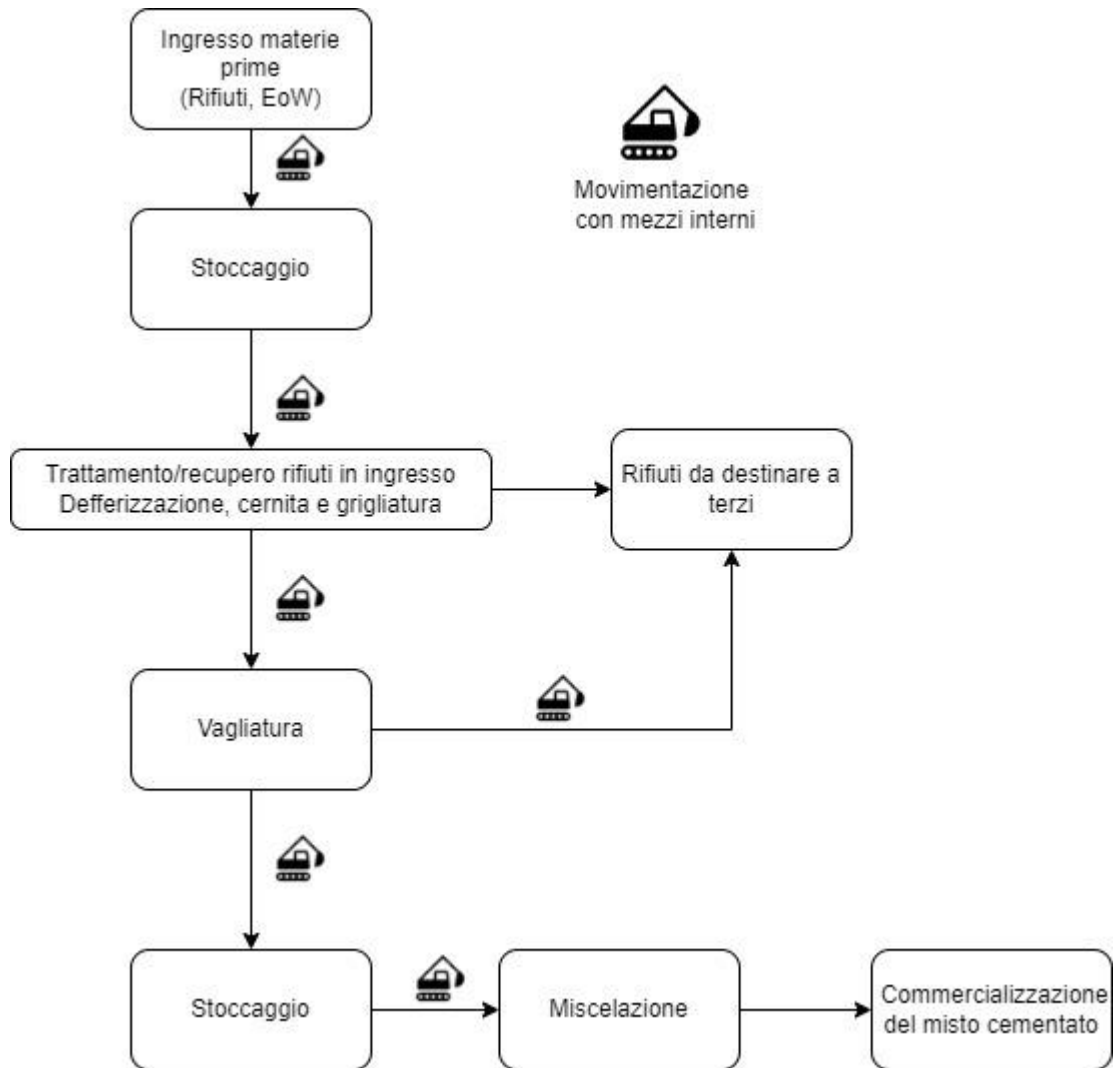 Ingresso materie
prime
(Rifiuti, EoW)
Movimentazione
con mezzi interni
Stoccaggio
Trattamento/recupero rifiuti in ingresso
Defferizzazione, cernita e grigliatura
Rifiuti da destinare a
terzi
Vagliatura
Stoccaggio
Miscelazione
Commercializzazione
del misto cementato